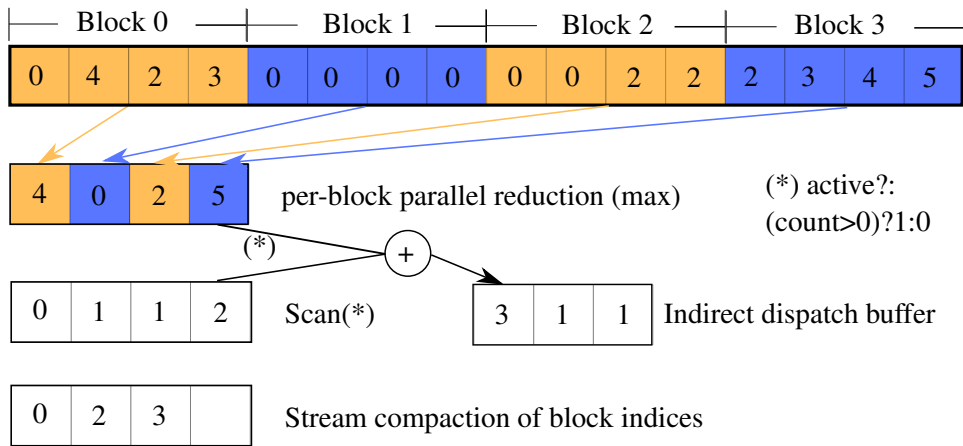 Block 0 Block 1 Block 2 Block 3
0 4 2 3 0 0 0 0 0 0 2 2 2 3 4 5
4 0 2 5
per-block parallel reduction (max)
(*) active?:
(count>0)?1:0
(*)
+
0 1 1 2
Scan(*)
3 1 1
Indirect dispatch buffer
0 2 3
Stream compaction of block indices